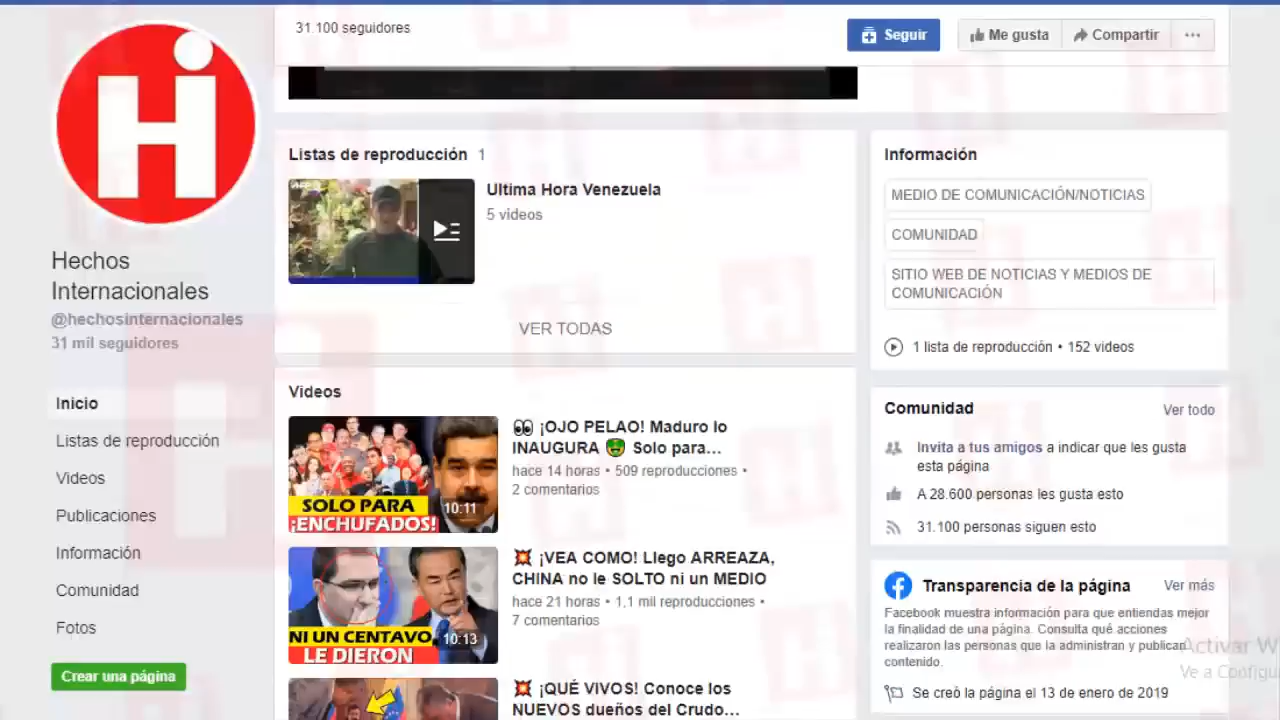 31.100 seguidores
Seguir
Me gusta
Compartir
Hi
Hechos
Internacionales
@hechosinternacionales
31 mil seguidores
Inicio
Listas de reproducción
Videos
Publicaciones
Información
Comunidad
Fotos
Crear una página
Listas de reproducción 1
Ultima Hora Venezuela
5 videos
VER TODAS
Videos
¡OJO PELAO! Maduro lo
INAUGURA 🤑 Solo para...
hace 14 horas • 509 reproducciones •
2 comentarios
SOLO PARA
¡ENCHUFADOS!
10:11
💥 ¡VEA COMO! Llego ARREAZA,
CHINA no le SOLTO ni un MEDIO
hace 21 horas • 1,1 mil reproducciones •
7 comentarios
NI UN CENTAVO
LE DIERON
10:13
💥 ¡QUÉ VIVOS! Conoce los
NUEVOS dueños del Crudo...
Información
MEDIO DE COMUNICACIÓN/NOTICIAS
COMUNIDAD
SITIO WEB DE NOTICIAS Y MEDIOS DE
COMUNICACIÓN
1 lista de reproducción • 152 videos
Comunidad
Ver todo
Invita a tus amigos a indicar que les gusta
esta página
A 28.600 personas les gusta esto
31.100 personas siguen esto
Transparencia de la página
Ver más
Facebook muestra información para que entiendas mejor
la finalidad de una página. Consulta qué acciones
realizaron las personas que la administran y publican
contenido.
Se creó la página el 13 de enero de 2019
Activar W
Ve a Configu